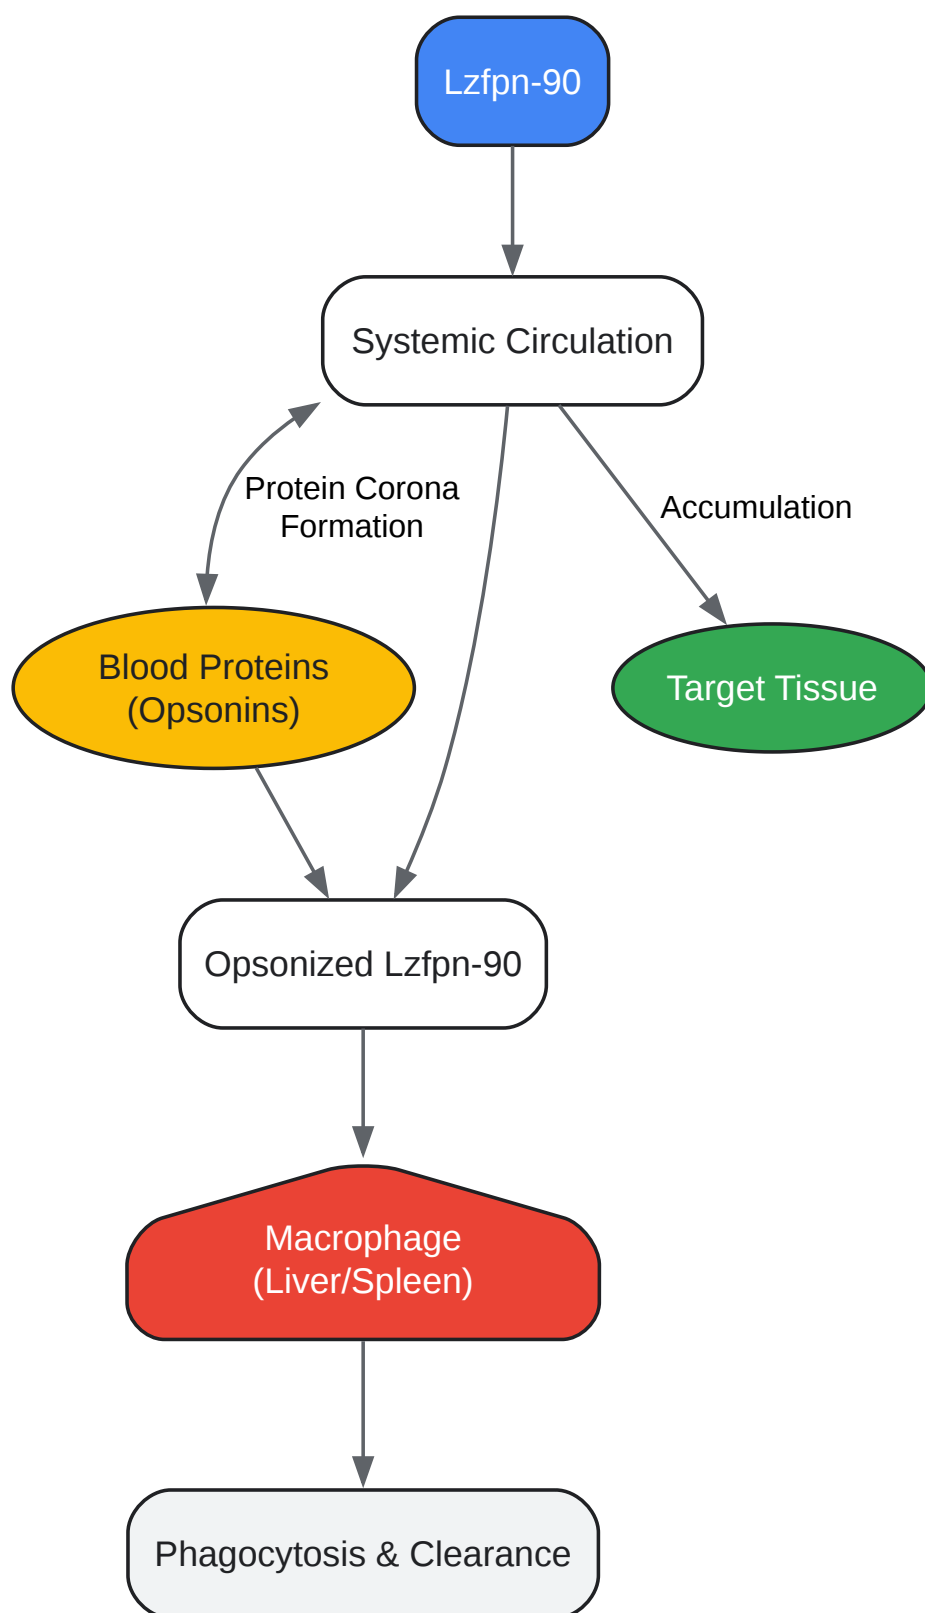 Lzfpn-90
Systemic Circulation
Protein Corona
Formation
Accumulation
Blood Proteins
(Opsonins)
Target Tissue
Opsonized Lzfpn-90
Macrophage
(Liver/Spleen)
Phagocytosis & Clearance